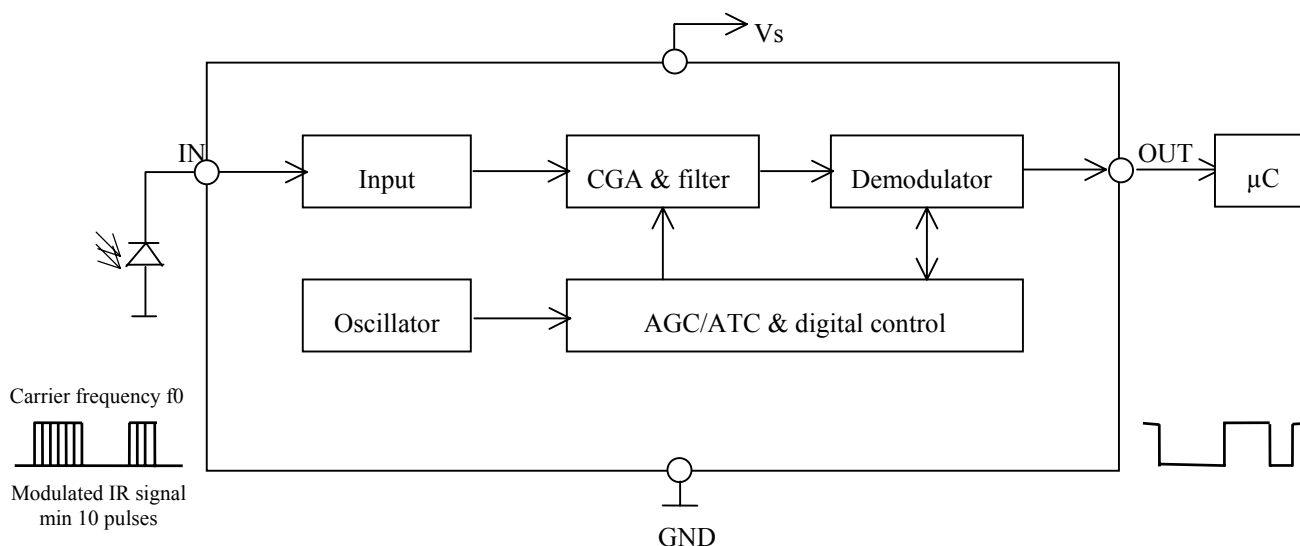 Vs
IN
Input
CGA & filter
Demodulator
OUT
µC
Oscillator
AGC/ATC & digital control
Carrier frequency f0
Modulated IR signal
min 10 pulses
GND